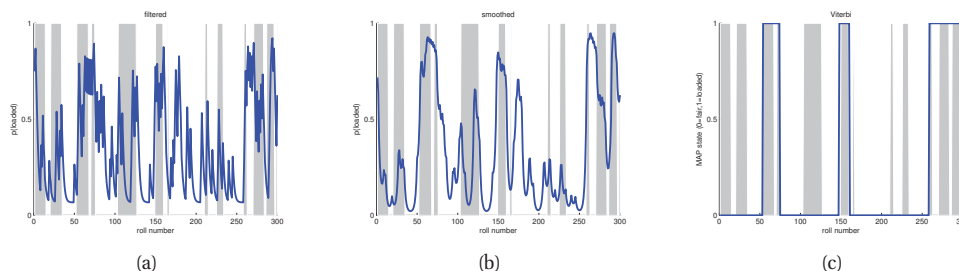 filtered
smoothed
Viterbi
1
0.5
0
p(loaded)
0 50 100 150 200 250 300
roll number
1
0.5
0
p(loaded)
0 50 100 150 200 250 300
roll number
1
0.5
0
MAP state (0=fair,1=loaded)
0 50 100 150 200 250 300
roll number
(a)
(b)
(c)